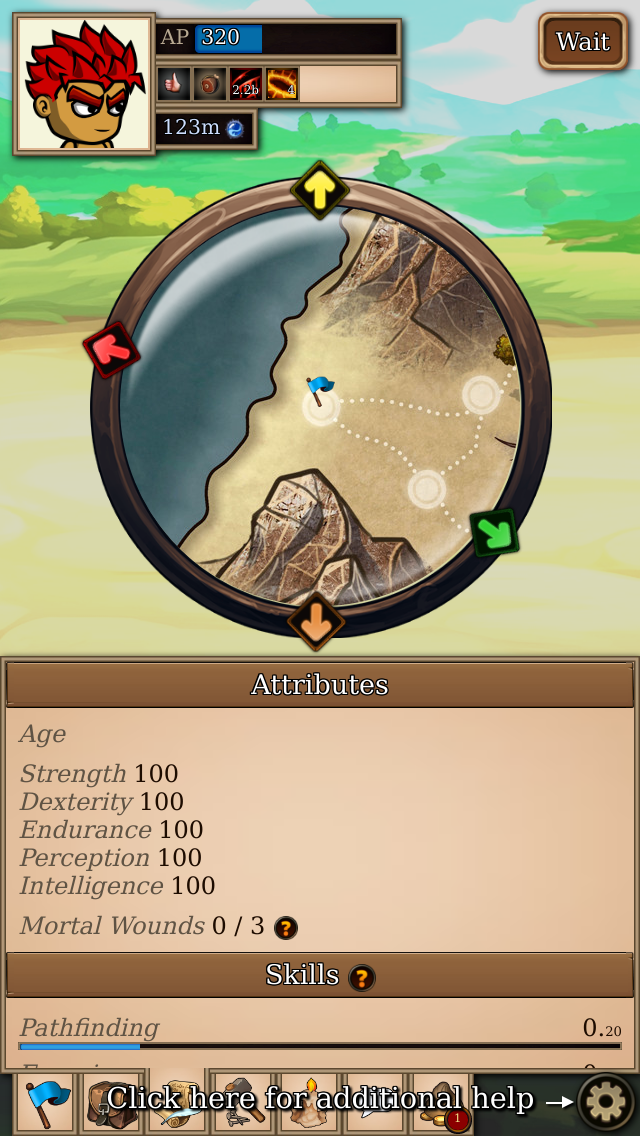 AP 320
Wait
2.2b 4
123m
Attributes
Age
Strength 100
Dexterity 100
Endurance 100
Perception 100
Intelligence 100
Mortal Wounds 0 / 3 ?
Skills ?
Pathfinding 0.20
Click here for additional help →
1